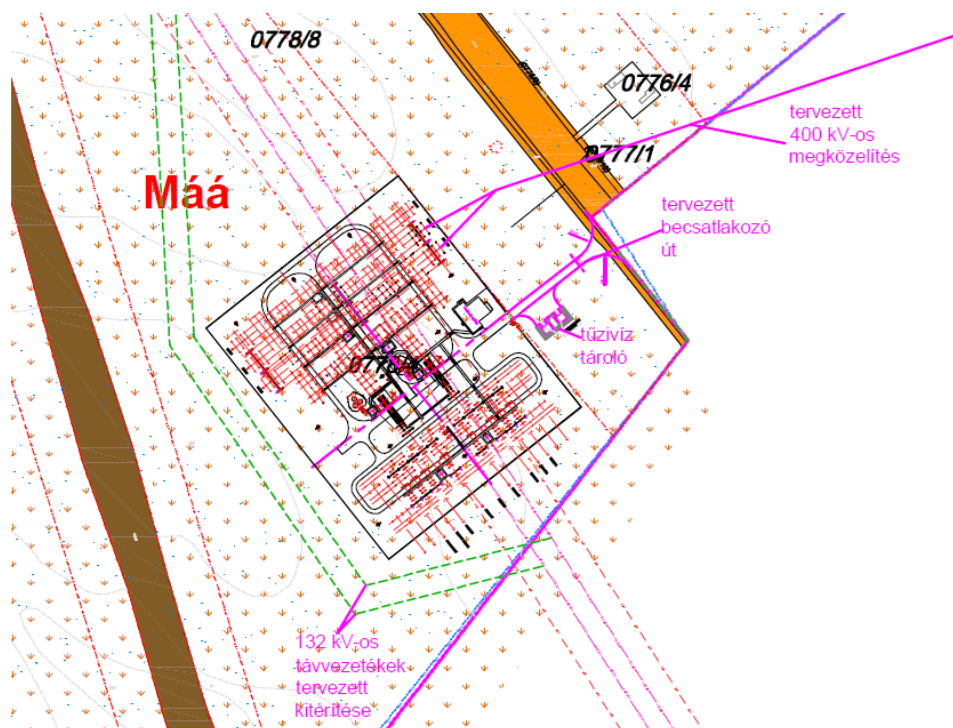 0778/8
0776/4
tervezett
400 kV-os
megközelítés
0777/1
Máá
tervezett
becsatlakozó
út
tűzivíz
tároló
132 kV-os
távvezetékek
tervezett
kitérítése